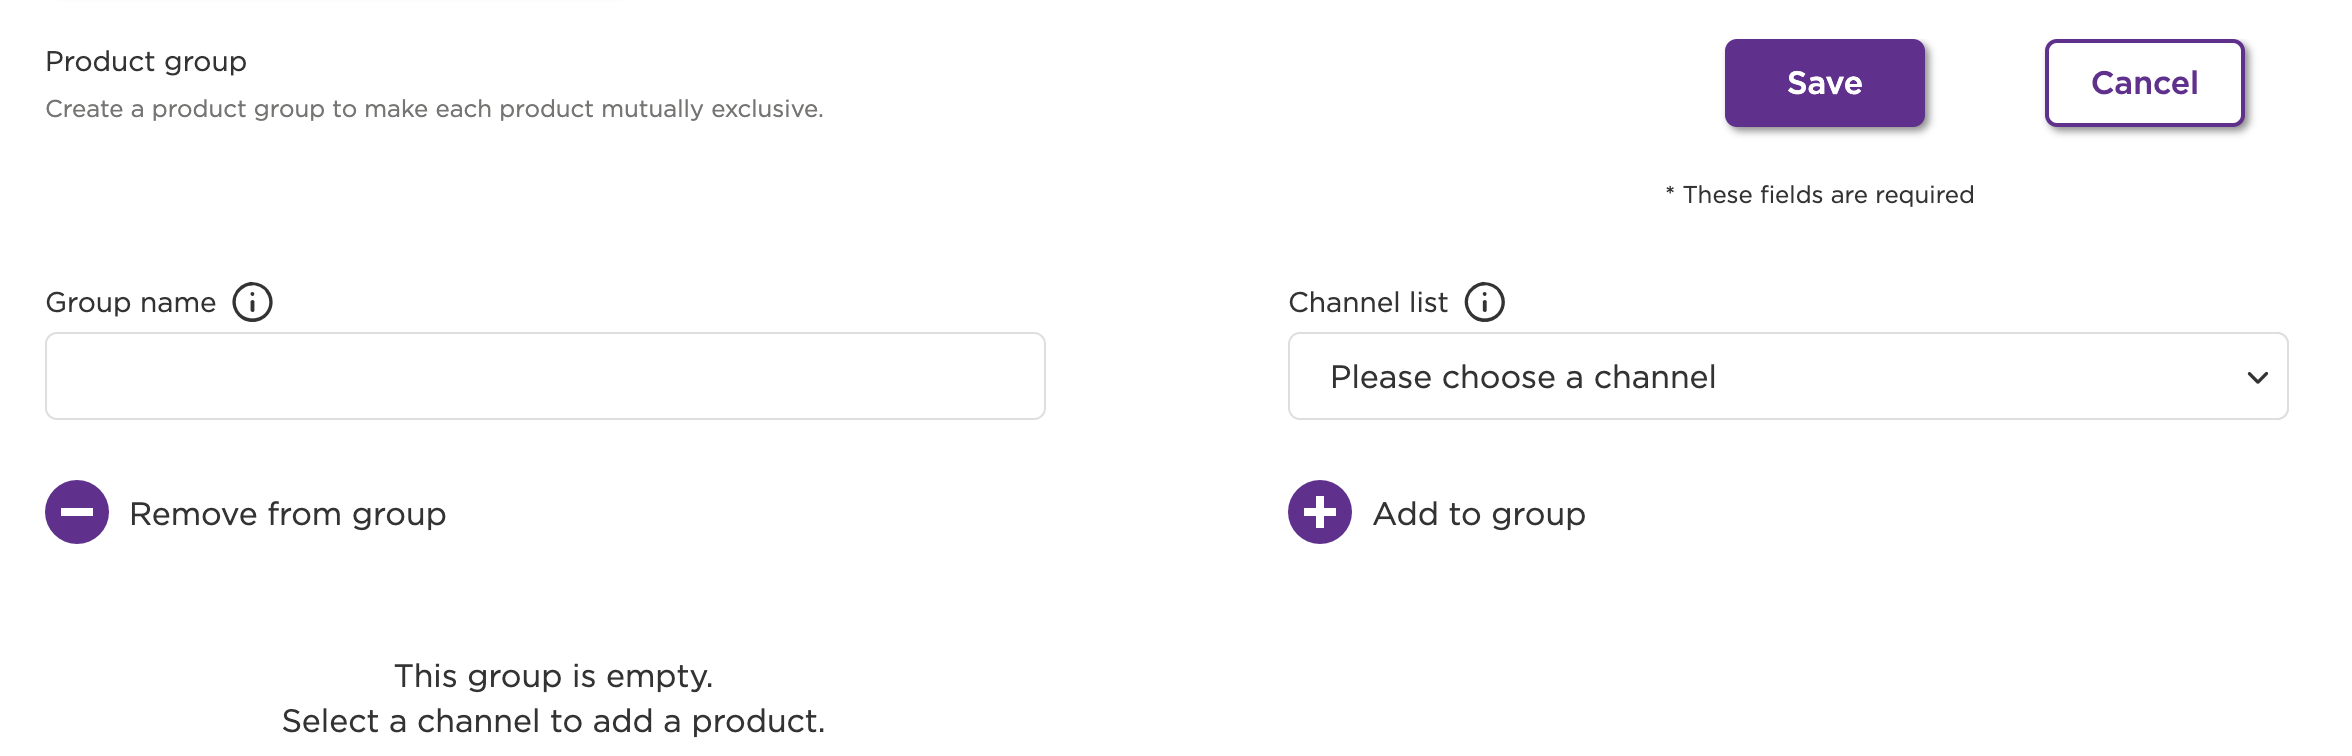 Product group
Create a product group to make each product mutually exclusive.
Save
Cancel
* These fields are required
Group name
Channel list
Please choose a channel
Remove from group
Add to group
This group is empty.
Select a channel to add a product.